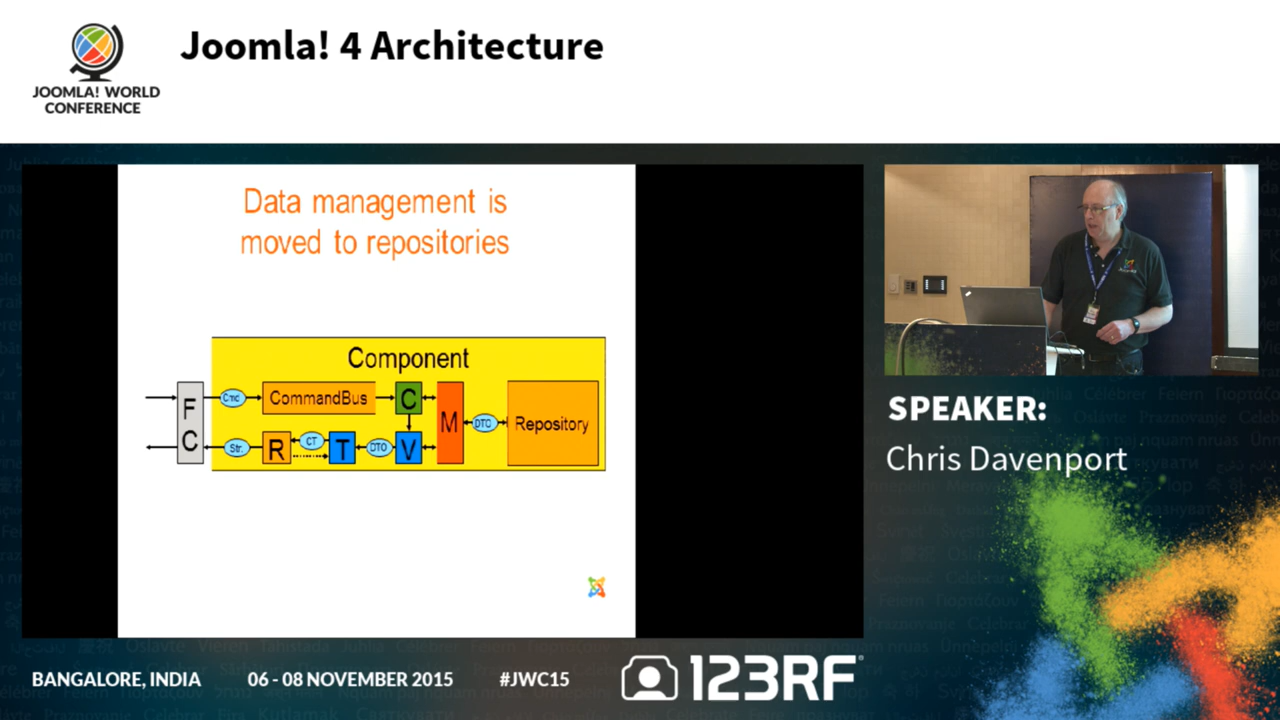 Joomla! 4 Architecture
JOOMLA! WORLD
CONFERENCE
Data management is
moved to repositories
Component
F
C
Cmd
CommandBus
C
M
DTO
Repository
Str.
R
CT
T
DTO
V
SPEAKER:
Chris Davenport
BANGALORE, INDIA
06 - 08 NOVEMBER 2015
#JWC15
123RF